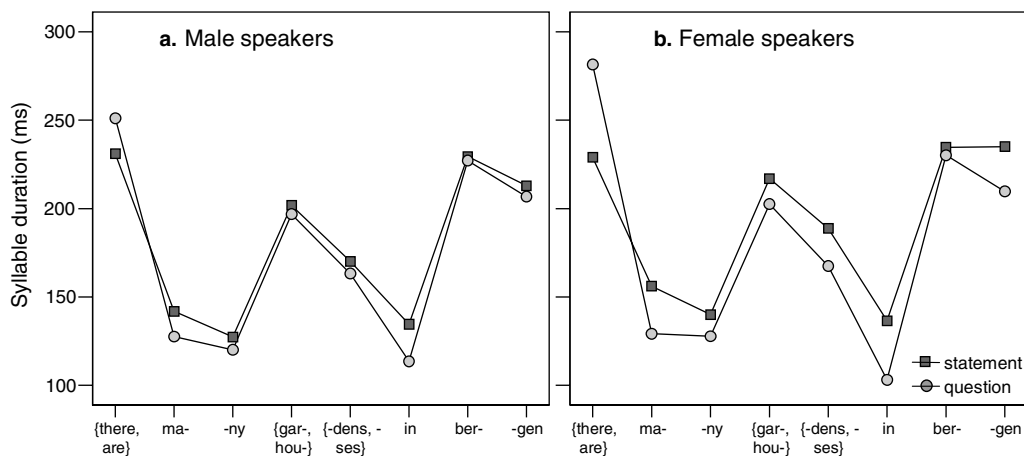 a. Male speakers
b. Female speakers
Syllable duration (ms)
300
250
200
150
100
statement
question
{there, are}
ma-
-ny
{gar-, hou-}
{-dens, -ses}
in
ber-
-gen
{there, are}
ma-
-ny
{gar-, hou-}
{-dens, -ses}
in
ber-
-gen